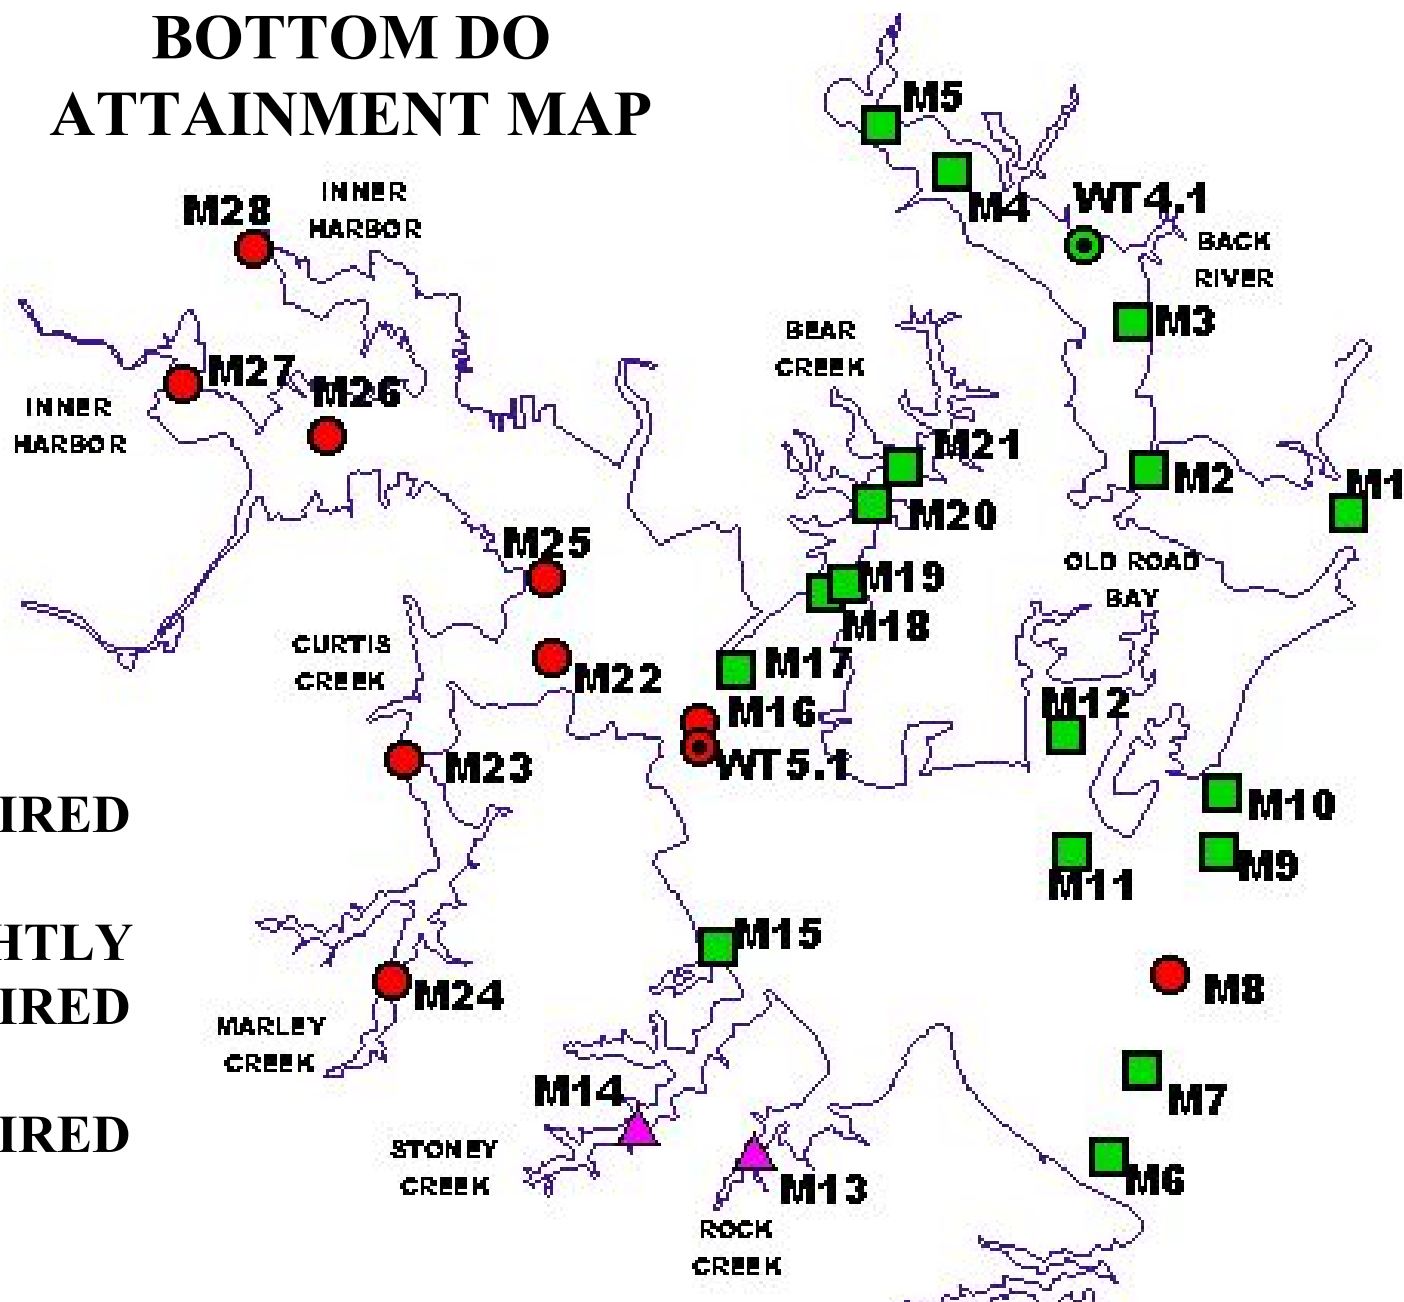 BOTTOM DO
ATTAINMENT MAP
M5
INNER
HARBOR
M28
M4
WT4.1
BACK
RIVER
M3
BEAR
CREEK
M27
M26
INNER
HARBOR
M21
M2
M1
M20
M25
OLD ROAD
BAY
M19
M18
CURTIS
CREEK
M17
M22
M12
M16
WT5.1
M23
M10
IRED
M9
M11
HTLY
M15
M8
M24
IRED
MARLEY
CREEK
M14
M7
IRED
STONEY
CREEK
M13
M6
ROCK
CREEK